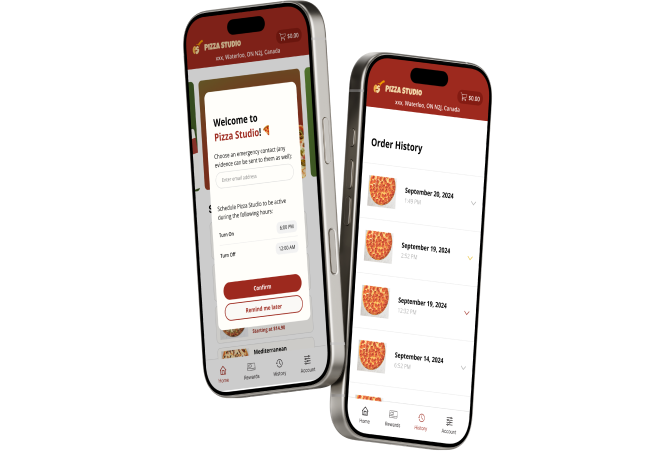 PIZZA STUDIO
$0.00
xxx, Waterloo, ON N2J, Canada
Welcome to
Pizza Studio!
Choose an emergency contact (any
evidence can be sent to them as well):
Enter email address
Schedule Pizza Studio to be active
during the following hours:
Turn On
6:00 PM
Turn Off
12:00 AM
Confirm
Remind me later
Starting at $14.90
Mediterranean
Home
Rewards
History
Account
PIZZA STUDIO
$0.00
xxx, Waterloo, ON N2J, Canada
Order History
September 20, 2024
September 19, 2024
2:52 PM
September 19, 2024
12:02 PM
September 14, 2024
6:52 PM
Home
Rewards
History
Account